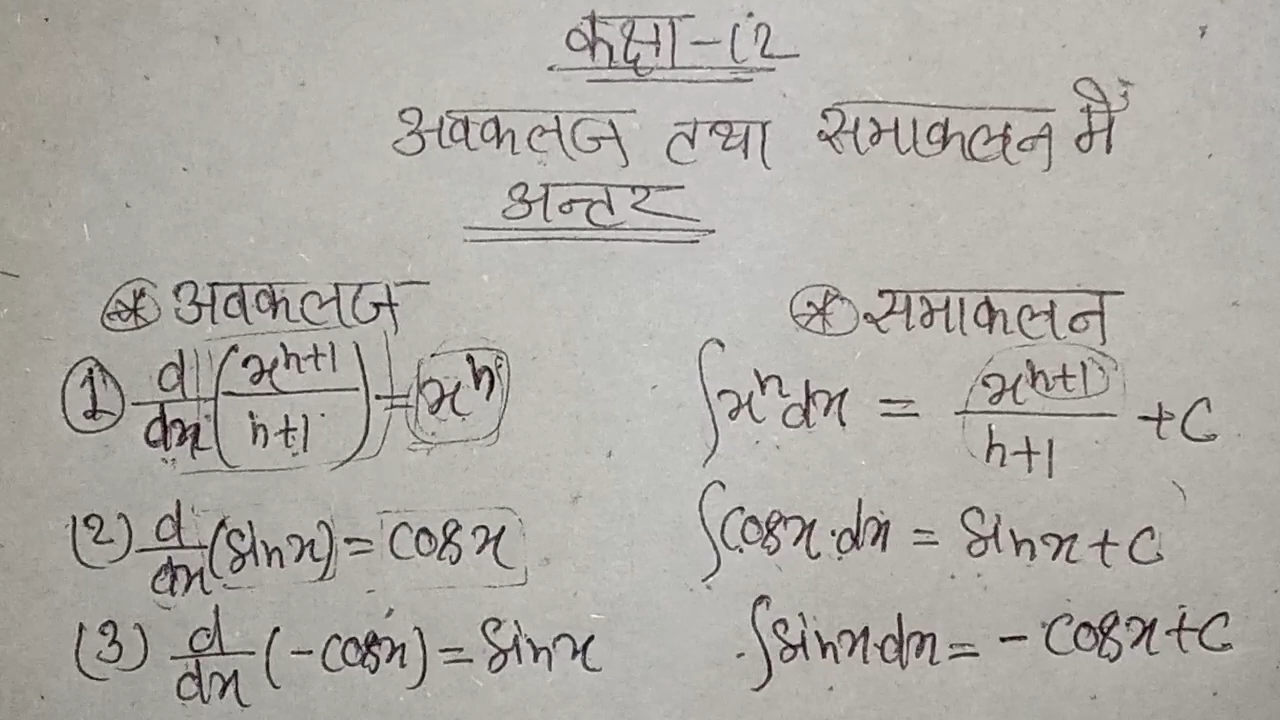 कक्षा-12
अवकलज तथा समाकलन में
अन्तर
* अवकलज
① d/dx (x^(n+1)/(n+1)) = x^n
(2) d/dx (sinx) = cosx
(3) d/dx (-cosx) = sinx
* समाकलन
∫x^n dx = x^(n+1)/(n+1) + C
∫cosx·dx = sinx + C
∫sinx·dx = - cosx + C